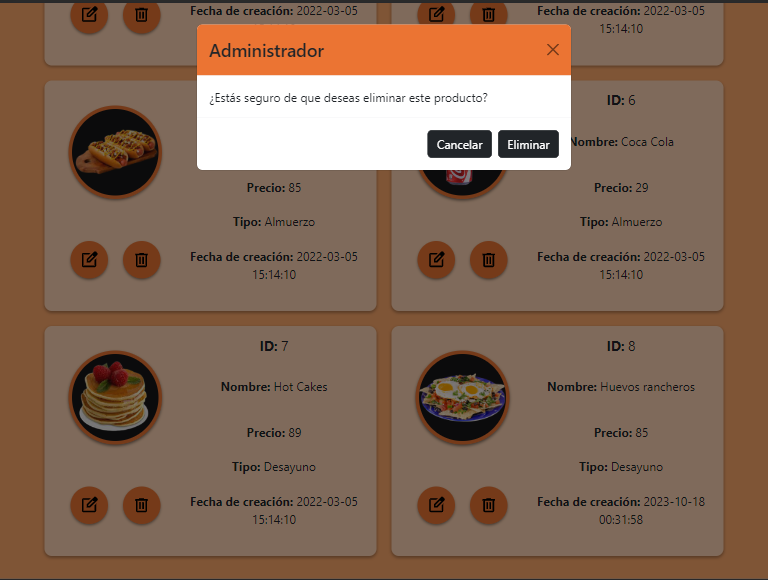 Fecha de creación: 2022-03-05
15:14:10
Fecha de creación: 2022-03-05
15:14:10
Administrador
¿Estás seguro de que deseas eliminar este producto?
Cancelar
Eliminar
Precio: 85
Tipo: Almuerzo
Fecha de creación: 2022-03-05
15:14:10
ID: 6
Nombre: Coca Cola
Precio: 29
Tipo: Almuerzo
Fecha de creación: 2022-03-05
15:14:10
ID: 7
Nombre: Hot Cakes
Precio: 89
Tipo: Desayuno
Fecha de creación: 2022-03-05
15:14:10
ID: 8
Nombre: Huevos rancheros
Precio: 85
Tipo: Desayuno
Fecha de creación: 2023-10-18
00:31:58